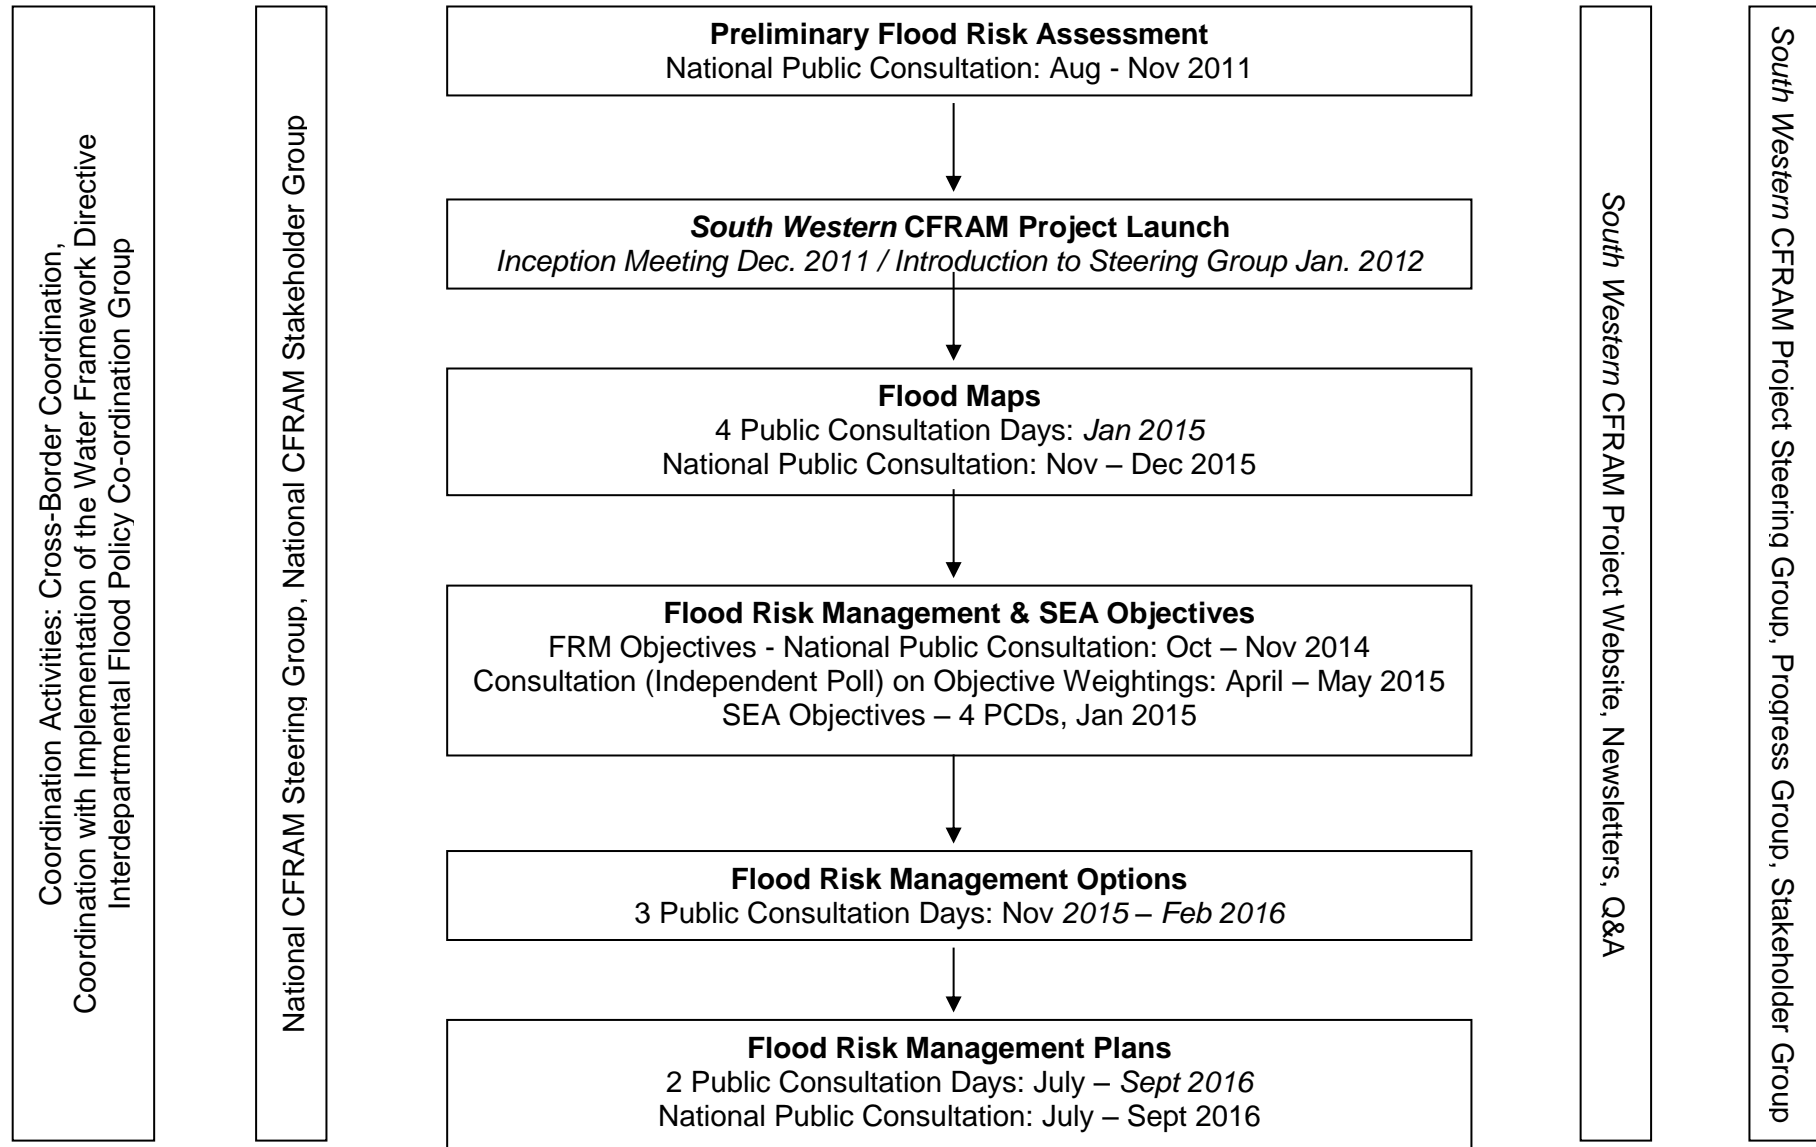 Coordination Activities: Cross-Border Coordination,
Coordination with Implementation of the Water Framework Directive
Interdepartmental Flood Policy Co-ordination Group
National CFRAM Steering Group, National CFRAM Stakeholder Group
Preliminary Flood Risk Assessment
National Public Consultation: Aug - Nov 2011
South Western CFRAM Project Launch
Inception Meeting Dec. 2011 / Introduction to Steering Group Jan. 2012
Flood Maps
4 Public Consultation Days: Jan 2015
National Public Consultation: Nov – Dec 2015
Flood Risk Management & SEA Objectives
FRM Objectives - National Public Consultation: Oct – Nov 2014
Consultation (Independent Poll) on Objective Weightings: April – May 2015
SEA Objectives – 4 PCDs, Jan 2015
Flood Risk Management Options
3 Public Consultation Days: Nov 2015 – Feb 2016
Flood Risk Management Plans
2 Public Consultation Days: July – Sept 2016
National Public Consultation: July – Sept 2016
South Western CFRAM Project Website, Newsletters, Q&A
South Western CFRAM Project Steering Group, Progress Group, Stakeholder Group